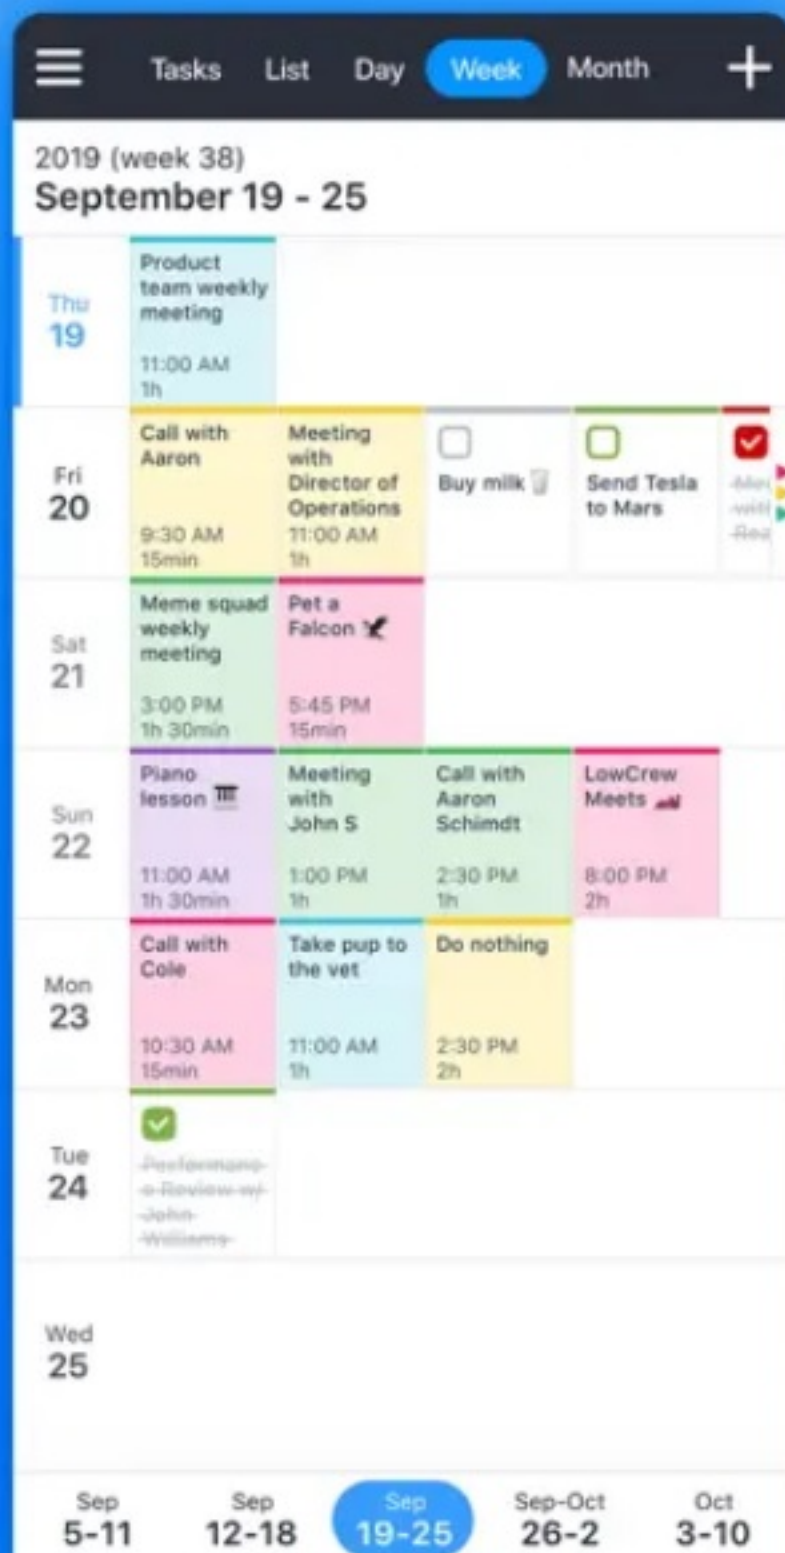 Tasks List Day Week Month
2019 (week 38)
September 19 - 25
Thu
19
Product
team weekly
meeting
11:00 AM
1h
Fri
20
Call with
Aaron
9:30 AM
15min
Meeting
with
Director of
Operations
11:00 AM
1h
Buy milk
Send Tesla
to Mars
Sat
21
Meme squad
weekly
meeting
3:00 PM
1h 30min
Pet a
Falcon
5:45 PM
15min
Sun
22
Piano
lesson
11:00 AM
1h 30min
Meeting
with
John S
1:00 PM
1h
Call with
Aaron
Schimdt
2:30 PM
1h
LowCrew
Meets
8:00 PM
2h
Mon
23
Call with
Cole
10:30 AM
15min
Take pup to
the vet
11:00 AM
1h
Do nothing
2:30 PM
2h
Tue
24
Performanc
e Review w/
John
Williams
Wed
25
Sep
5-11
Sep
12-18
Sep
19-25
Sep-Oct
26-2
Oct
3-10